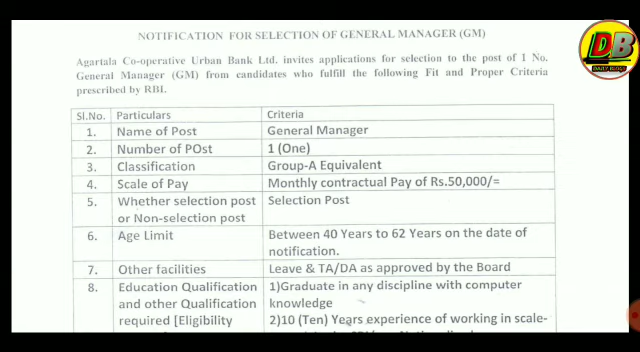 NOTIFICATION FOR SELECTION OF GENERAL MANAGER (GM)
Agartala Co-operative Urban Bank Ltd. invites applications for selection to the post of 1 No.
General Manager (GM) from candidates who fulfill the following Fit and Proper Criteria
prescribed by RBI.
Sl.No. Particulars Criteria
1. Name of Post General Manager
2. Number of POst 1 (One)
3. Classification Group-A Equivalent
4. Scale of Pay Monthly contractual Pay of Rs.50,000/=
5. Whether selection post Selection Post
or Non-selection post
6. Age Limit Between 40 Years to 62 Years on the date of
notification.
7. Other facilities Leave & TA/DA as approved by the Board
8. Education Qualification 1)Graduate in any discipline with computer
and other Qualification knowledge
required [Eligibility 2)10 (Ten) Years experience of working in scale-
DB